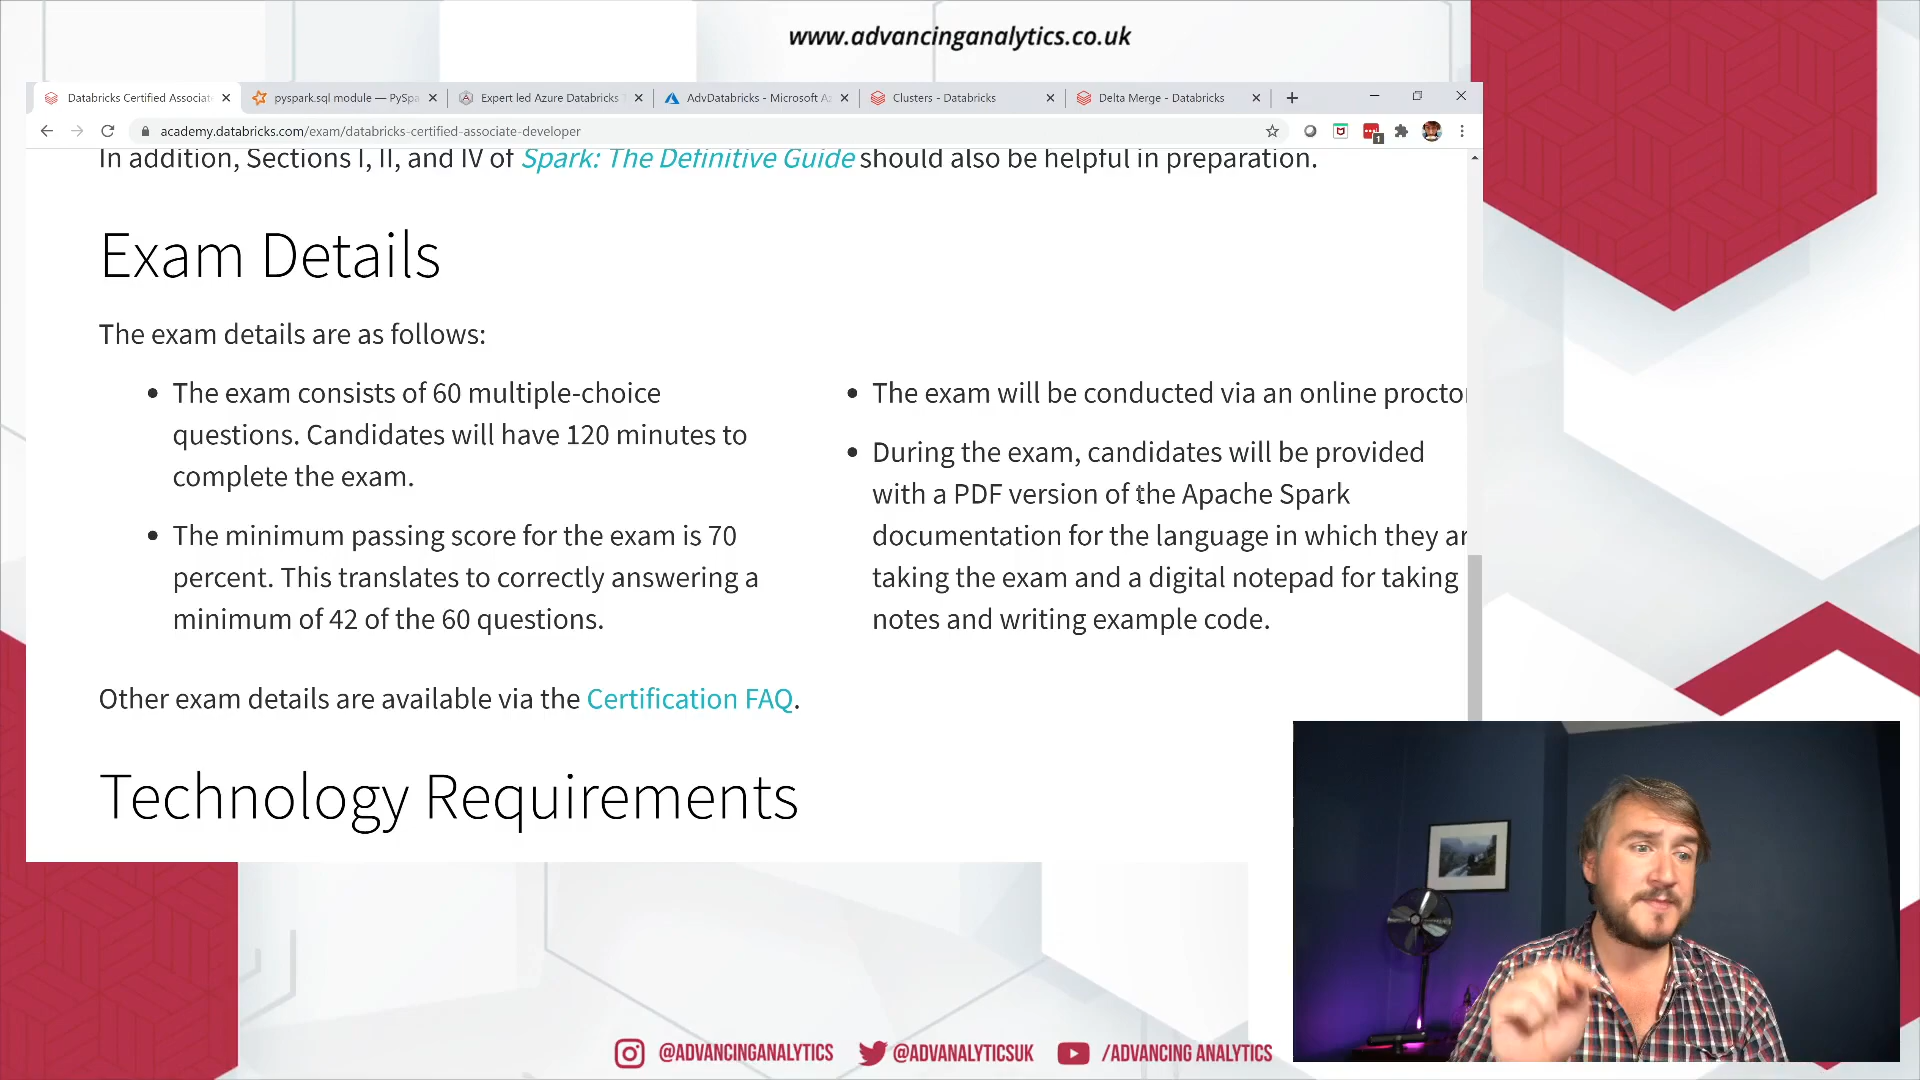 www.advancinganalytics.co.uk
Databricks Certified Associat
pyspark.sql module — PySpa
Expert led Azure Databricks
AdvDatabricks - Microsoft Az
Clusters - Databricks
Delta Merge - Databricks
academy.databricks.com/exam/databricks-certified-associate-developer
1
In addition, Sections I, II, and IV of Spark: The Definitive Guide should also be helpful in preparation.
Exam Details
The exam details are as follows:
The exam consists of 60 multiple-choice
questions. Candidates will have 120 minutes to
complete the exam.
The minimum passing score for the exam is 70
percent. This translates to correctly answering a
minimum of 42 of the 60 questions.
The exam will be conducted via an online proctor
During the exam, candidates will be provided
with a PDF version of the Apache Spark
documentation for the language in which they ar
taking the exam and a digital notepad for taking
notes and writing example code.
Other exam details are available via the Certification FAQ.
Technology Requirements
@ADVANCINGANALYTICS
@ADVANALYTICSUK
/ADVANCING ANALYTICS